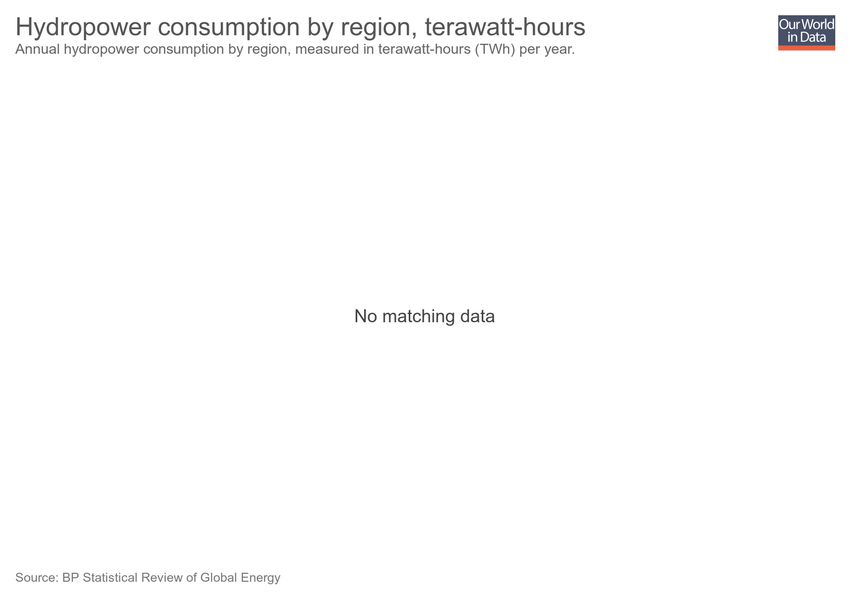 Hydropower consumption by region, terawatt-hours
Annual hydropower consumption by region, measured in terawatt-hours (TWh) per year.
Our World
in Data
No matching data
Source: BP Statistical Review of Global Energy